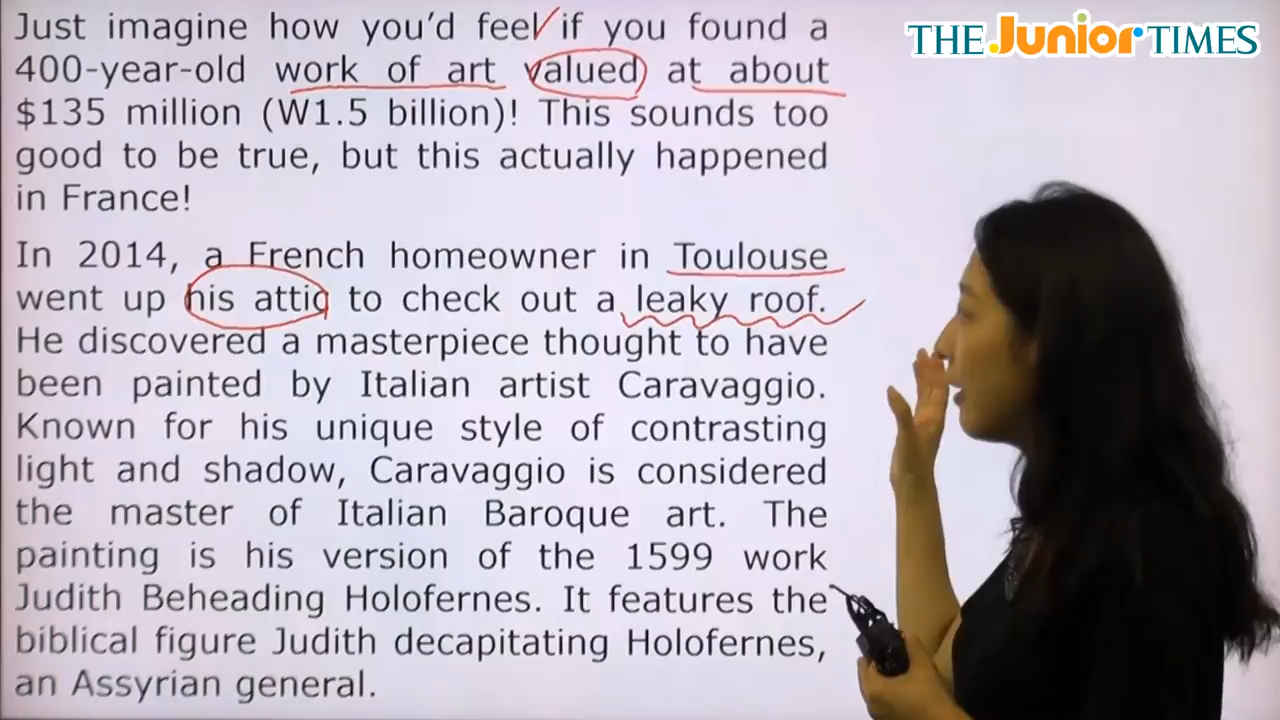 THE Junior TIMES
Just imagine how you'd feel if you found a
400-year-old work of art valued at about
$135 million (W1.5 billion)! This sounds too
good to be true, but this actually happened
in France!
In 2014, a French homeowner in Toulouse
went up his attic to check out a leaky roof.
He discovered a masterpiece thought to have
been painted by Italian artist Caravaggio.
Known for his unique style of contrasting
light and shadow, Caravaggio is considered
the master of Italian Baroque art. The
painting is his version of the 1599 work
Judith Beheading Holofernes. It features the
biblical figure Judith decapitating Holofernes,
an Assyrian general.